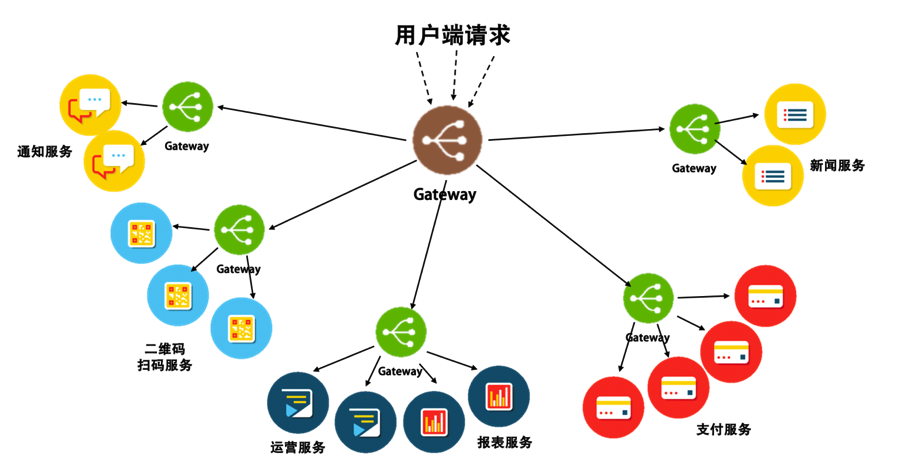 用户端请求
Gateway
Gateway
通知服务
Gateway
新闻服务
Gateway
二维码
扫码服务
Gateway
运营服务
报表服务
Gateway
支付服务